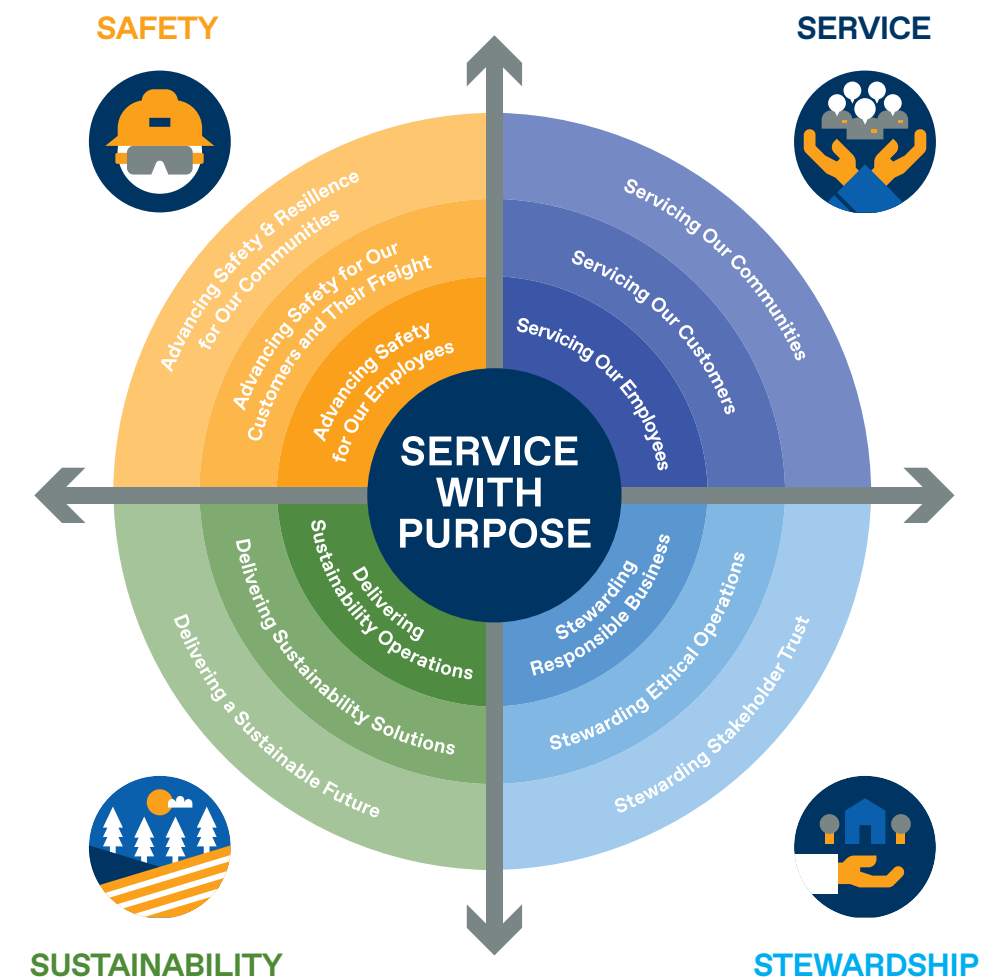 SAFETY
SERVICE
Advancing Safety & Resillence
for Our Communities
Advancing Safety for Our
Customers and Their Freight
Advancing Safety
for Our Employees
Servicing Our Communities
Servicing Our Customers
Servicing Our Employees
SERVICE
WITH
PURPOSE
Delivering
Sustainability Operations
Delivering Sustainability Solutions
Delivering a Sustainable Future
Stewarding
Responsible Business
Stewarding Ethical Operations
Stewarding Stakeholder Trust
SUSTAINABILITY
STEWARDSHIP